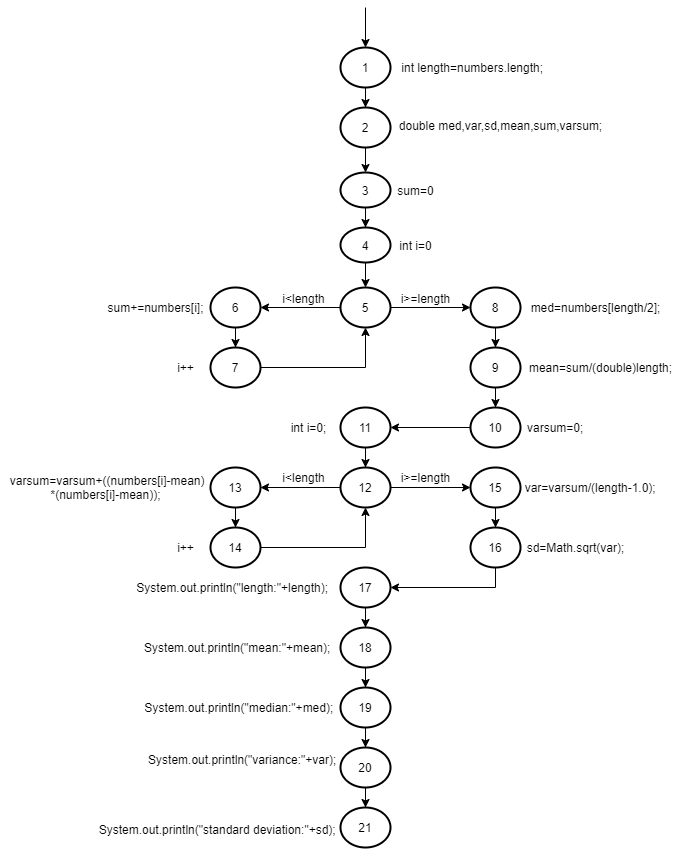 1 int length=numbers.length;
2 double med,var,sd,mean,sum,varsum;
3 sum=0
4 int i=0
sum+=numbers[i]; 6 i<length 5 i>=length 8 med=numbers[length/2];
i++ 7 9 mean=sum/(double)length;
int i=0; 11 10 varsum=0;
varsum=varsum+((numbers[i]-mean)
*(numbers[i]-mean)); 13 i<length 12 i>=length 15 var=varsum/(length-1.0);
i++ 14 16 sd=Math.sqrt(var);
System.out.println("length:"+length); 17
System.out.println("mean:"+mean); 18
System.out.println("median:"+med); 19
System.out.println("variance:"+var); 20
System.out.println("standard deviation:"+sd); 21